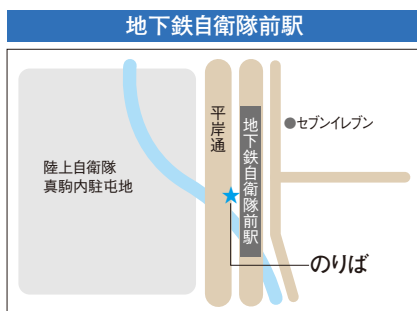 地下鉄自衛隊前駅
平岸通
地下鉄自衛隊前駅
●セブンイレブン
陸上自衛隊
真駒内駐屯地
のりば